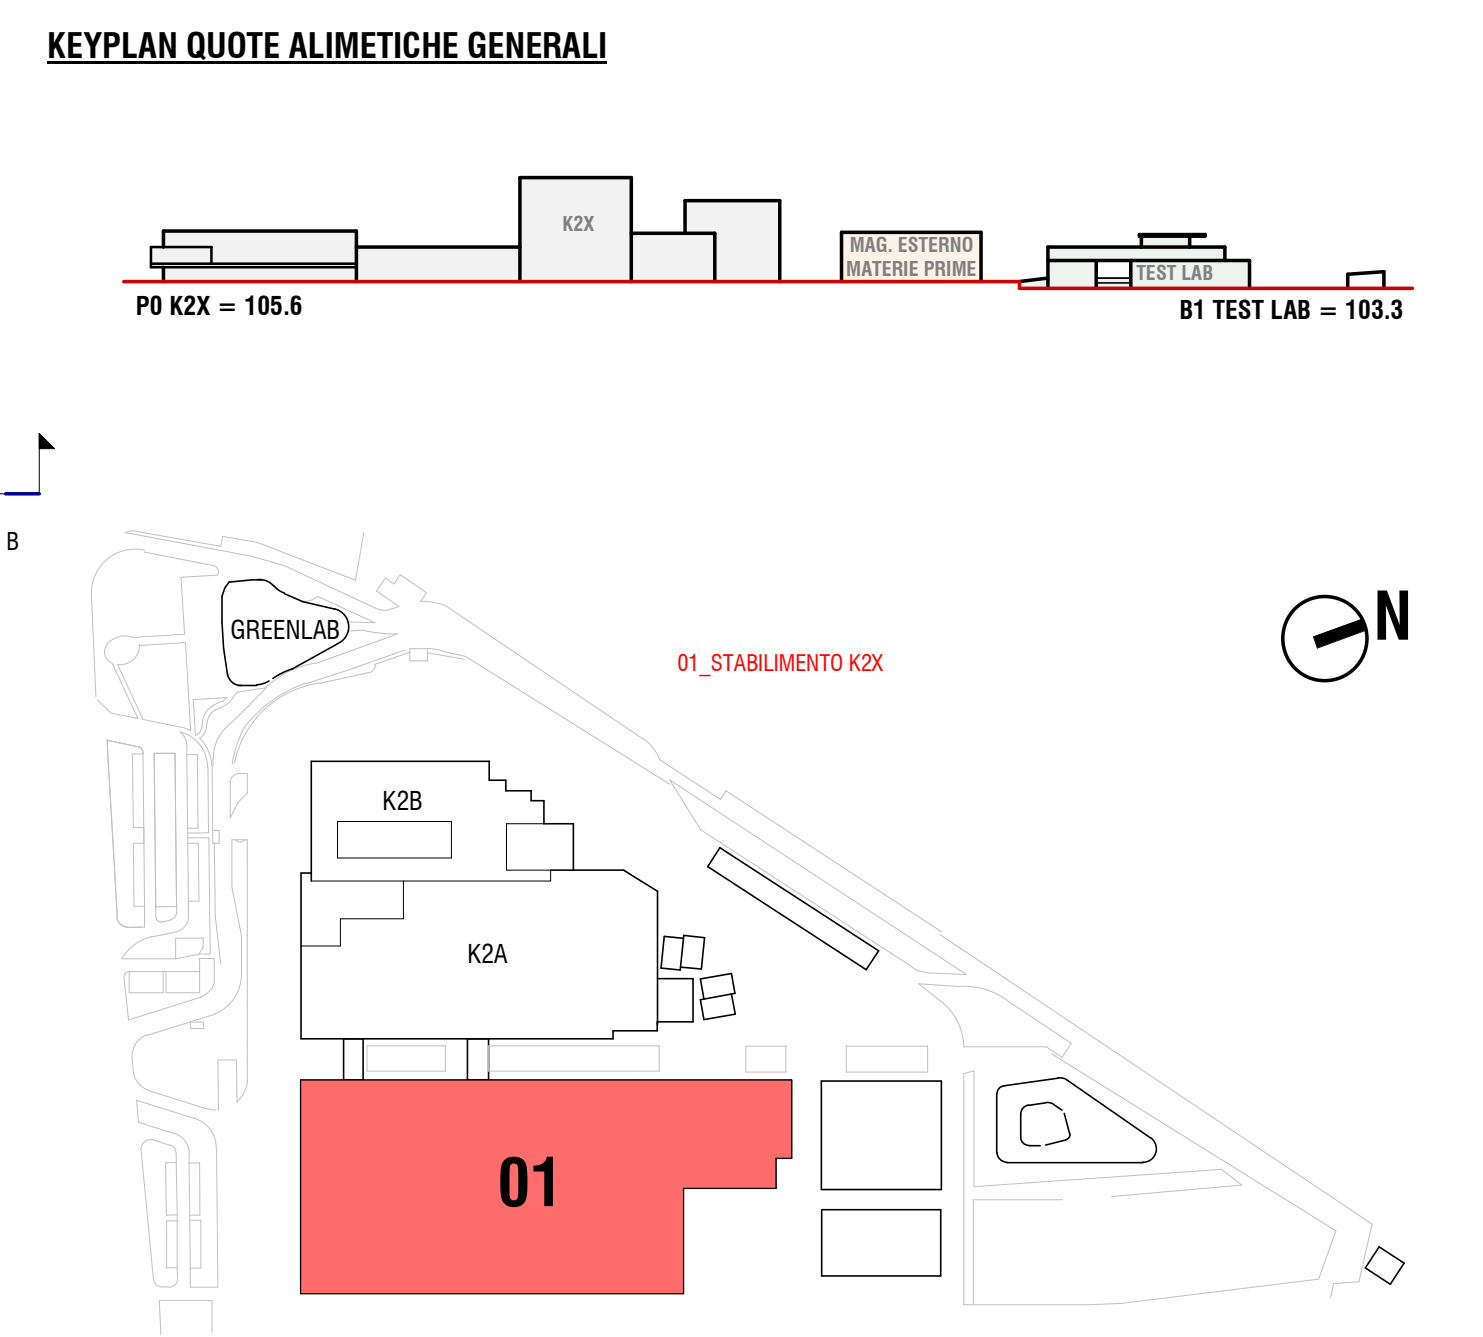 KEYPLAN QUOTE ALIMETICHE GENERALI
K2X
MAG. ESTERNO
MATERIE PRIME
TEST LAB
P0 K2X = 105.6
B1 TEST LAB = 103.3
B
GREENLAB
N
01_STABILIMENTO K2X
K2B
K2A
01